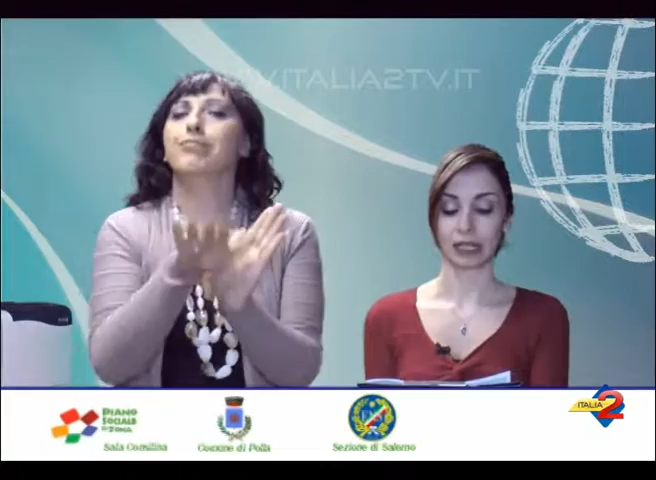 WWW.ITALIA2TV.IT
PIANO
SOCIALE
DI ZONA
Sala Consilina
Comune di Polla
Sezione di Salerno
ITALIA 2